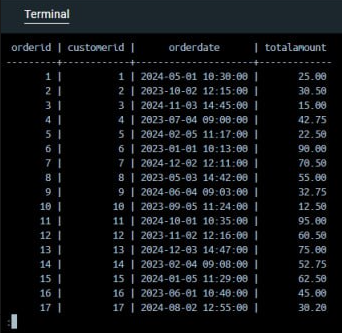 Terminal
orderid | customerid | orderdate | totalamount
---------+------------+---------------------+-------------
1 | 1 | 2024-05-01 10:30:00 | 25.00
2 | 2 | 2023-10-02 12:15:00 | 30.50
3 | 3 | 2024-11-03 14:45:00 | 15.00
4 | 4 | 2023-07-04 09:00:00 | 42.75
5 | 5 | 2024-02-05 11:17:00 | 22.50
6 | 6 | 2023-01-01 10:13:00 | 90.00
7 | 7 | 2024-12-02 12:11:00 | 70.50
8 | 8 | 2023-05-03 14:42:00 | 55.00
9 | 9 | 2024-06-04 09:03:00 | 32.75
10 | 10 | 2023-09-05 11:24:00 | 12.50
11 | 11 | 2024-01-01 10:35:00 | 95.00
12 | 12 | 2023-11-02 12:16:00 | 60.50
13 | 13 | 2024-12-03 14:47:00 | 75.00
14 | 14 | 2023-02-04 09:08:00 | 52.75
15 | 15 | 2024-01-05 11:29:00 | 62.50
16 | 16 | 2023-06-01 10:40:00 | 45.00
17 | 17 | 2024-08-02 12:55:00 | 30.20
: